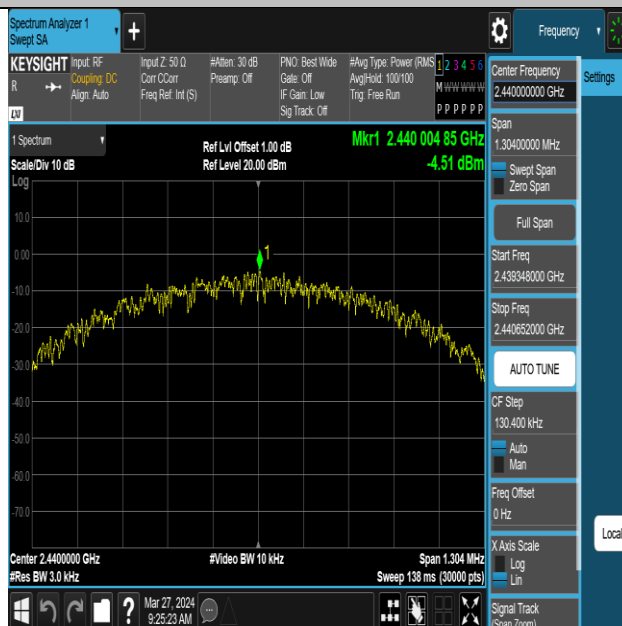 Spectrum Analyzer 1
Swept SA
+
Frequency
KEYSIGHT
R
LXI
Input: RF
Coupling: DC
Align: Auto
Input Z: 50 Ω
Corr CCorr
Freq Ref: Int (S)
#Atten: 30 dB
Preamp: Off
PNO: Best Wide
Gate: Off
IF Gain: Low
Sig Track: Off
#Avg Type: Power (RMS
Avg|Hold: 100/100
Trig: Free Run
1 2 3 4 5 6
M W W W W W
P P P P P P
1 Spectrum
Scale/Div 10 dB
Log
Ref Lvl Offset 1.00 dB
Ref Level 20.00 dBm
Mkr1 2.440 004 85 GHz
-4.51 dBm
10.0
0.00
-10.0
-20.0
-30.0
-40.0
-50.0
-60.0
-70.0
1
Center 2.4400000 GHz
#Res BW 3.0 kHz
#Video BW 10 kHz
Span 1.304 MHz
Sweep 138 ms (30000 pts)
Center Frequency
2.440000000 GHz
Span
1.30400000 MHz
Swept Span
Zero Span
Full Span
Start Freq
2.439348000 GHz
Stop Freq
2.440652000 GHz
AUTO TUNE
CF Step
130.400 kHz
Auto
Man
Freq Offset
0 Hz
X Axis Scale
Log
Lin
Signal Track
(Span Zoom)
Settings
Local
?
Mar 27, 2024
9:25:23 AM